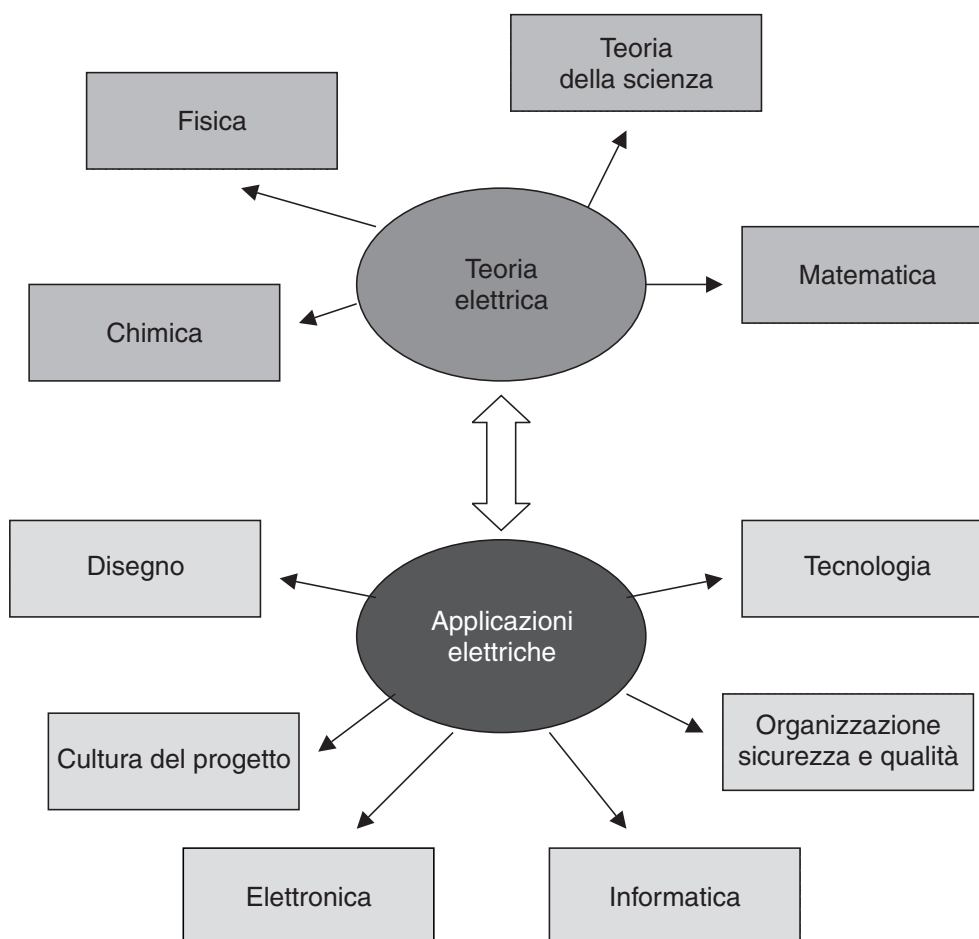 Teoria
della scienza
Fisica
Teoria
elettrica
Matematica
Chimica
Disegno
Tecnologia
Applicazioni
elettriche
Cultura del progetto
Organizzazione
sicurezza e qualità
Elettronica
Informatica